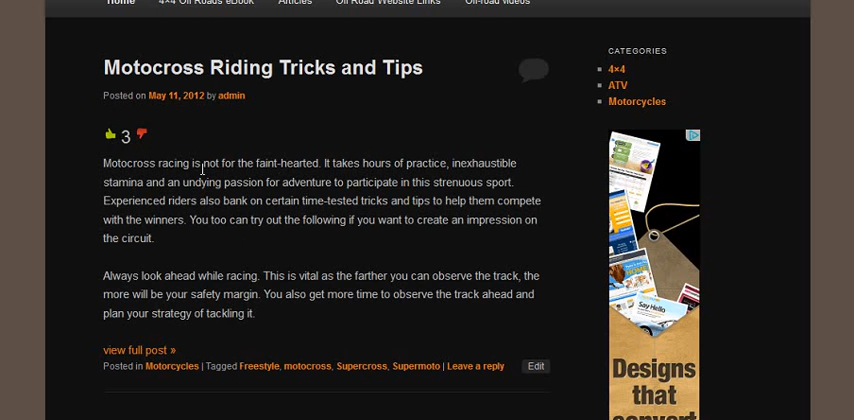 Home 4×4 Off Roads eBook Articles Off Road Website Links Off-road videos
Motocross Riding Tricks and Tips
Posted on May 11, 2012 by admin
3
Motocross racing is not for the faint-hearted. It takes hours of practice, inexhaustible
stamina and an undying passion for adventure to participate in this strenuous sport.
Experienced riders also bank on certain time-tested tricks and tips to help them compete
with the winners. You too can try out the following if you want to create an impression on
the circuit.
Always look ahead while racing. This is vital as the farther you can observe the track, the
more will be your safety margin. You also get more time to observe the track ahead and
plan your strategy of tackling it.
view full post »
Posted in Motorcycles | Tagged Freestyle, motocross, Supercross, Supermoto | Leave a reply Edit
CATEGORIES
4×4
ATV
Motorcycles
Say Hello
Designs
that
convert